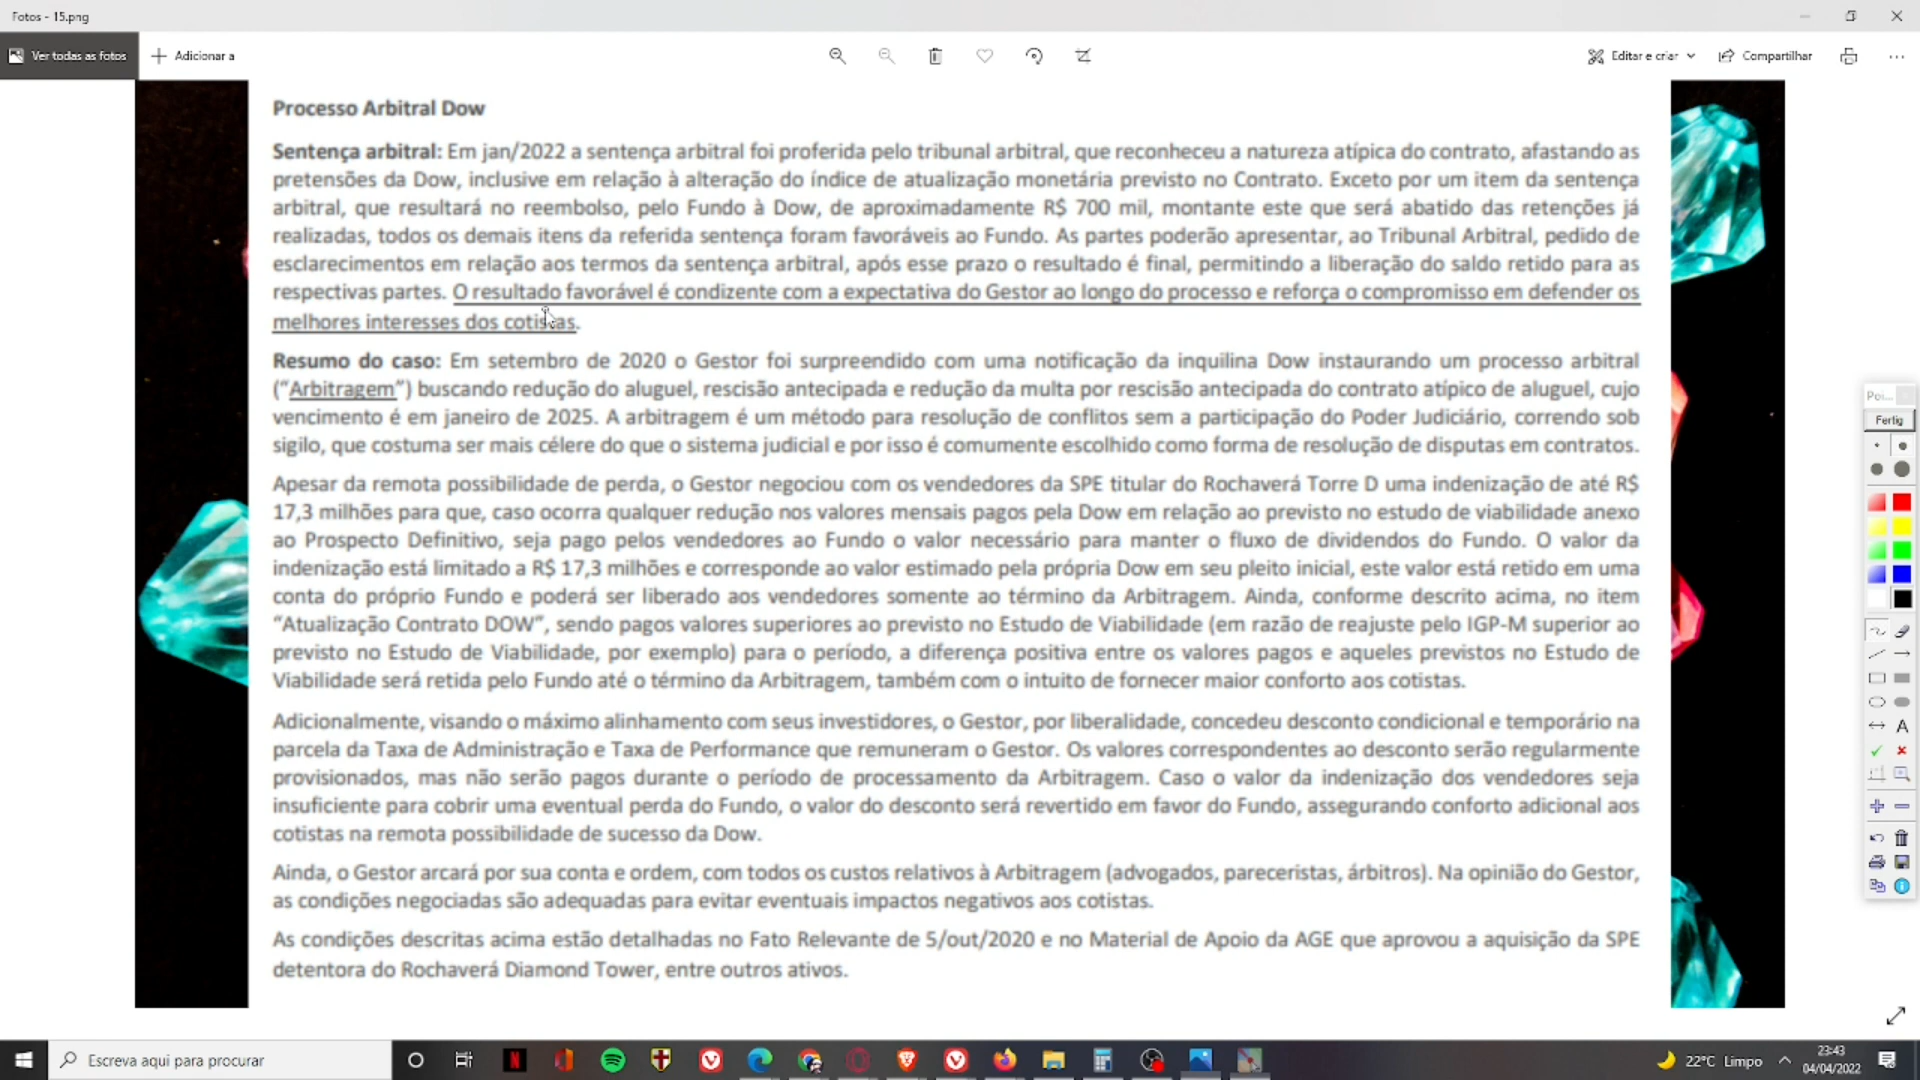 Fotos - 15.png
Ver todas as fotos
Adicionar a
Editar e criar
Compartilhar
Processo Arbitral Dow
Sentença arbitral: Em jan/2022 a sentença arbitral foi proferida pelo tribunal arbitral, que reconheceu a natureza atípica do contrato, afastando as
pretensões da Dow, inclusive em relação à alteração do índice de atualização monetária previsto no Contrato. Exceto por um item da sentença
arbitral, que resultará no reembolso, pelo Fundo à Dow, de aproximadamente R$ 700 mil, montante este que será abatido das retenções já
realizadas, todos os demais itens da referida sentença foram favoráveis ao Fundo. As partes poderão apresentar, ao Tribunal Arbitral, pedido de
esclarecimentos em relação aos termos da sentença arbitral, após esse prazo o resultado é final, permitindo a liberação do saldo retido para as
respectivas partes. O resultado favorável é condizente com a expectativa do Gestor ao longo do processo e reforça o compromisso em defender os
melhores interesses dos cotistas.
Resumo do caso: Em setembro de 2020 o Gestor foi surpreendido com uma notificação da inquilina Dow instaurando um processo arbitral
("Arbitragem") buscando redução do aluguel, rescisão antecipada e redução da multa por rescisão antecipada do contrato atípico de aluguel, cujo
vencimento é em janeiro de 2025. A arbitragem é um método para resolução de conflitos sem a participação do Poder Judiciário, correndo sob
sigilo, que costuma ser mais célere do que o sistema judicial e por isso é comumente escolhido como forma de resolução de disputas em contratos.
Apesar da remota possibilidade de perda, o Gestor negociou com os vendedores da SPE titular do Rochaverá Torre D uma indenização de até R$
17,3 milhões para que, caso ocorra qualquer redução nos valores mensais pagos pela Dow em relação ao previsto no estudo de viabilidade anexo
ao Prospecto Definitivo, seja pago pelos vendedores ao Fundo o valor necessário para manter o fluxo de dividendos do Fundo. O valor da
indenização está limitado a R$ 17,3 milhões e corresponde ao valor estimado pela própria Dow em seu pleito inicial, este valor está retido em uma
conta do próprio Fundo e poderá ser liberado aos vendedores somente ao término da Arbitragem. Ainda, conforme descrito acima, no item
"Atualização Contrato DOW", sendo pagos valores superiores ao previsto no Estudo de Viabilidade (em razão de reajuste pelo IGP-M superior ao
previsto no Estudo de Viabilidade, por exemplo) para o período, a diferença positiva entre os valores pagos e aqueles previstos no Estudo de
Viabilidade será retida pelo Fundo até o término da Arbitragem, também com o intuito de fornecer maior conforto aos cotistas.
Adicionalmente, visando o máximo alinhamento com seus investidores, o Gestor, por liberalidade, concedeu desconto condicional e temporário na
parcela da Taxa de Administração e Taxa de Performance que remuneram o Gestor. Os valores correspondentes ao desconto serão regularmente
provisionados, mas não serão pagos durante o período de processamento da Arbitragem. Caso o valor da indenização dos vendedores seja
insuficiente para cobrir uma eventual perda do Fundo, o valor do desconto será revertido em favor do Fundo, assegurando conforto adicional aos
cotistas na remota possibilidade de sucesso da Dow.
Ainda, o Gestor arcará por sua conta e ordem, com todos os custos relativos à Arbitragem (advogados, pareceristas, árbitros). Na opinião do Gestor,
as condições negociadas são adequadas para evitar eventuais impactos negativos aos cotistas.
As condições descritas acima estão detalhadas no Fato Relevante de 5/out/2020 e no Material de Apoio da AGE que aprovou a aquisição da SPE
detentora do Rochaverá Diamond Tower, entre outros ativos.
Poi...
Fertig
A
Escreva aqui para procurar
22°C Limpo
23:43
04/04/2022